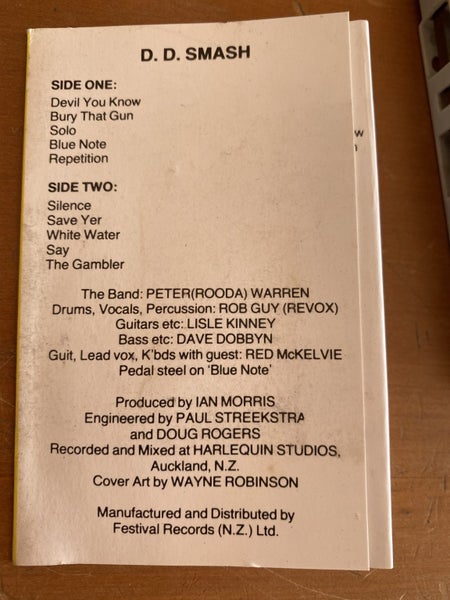 D. D. SMASH
SIDE ONE:
Devil You Know
Bury That Gun
Solo
Blue Note
Repetition
SIDE TWO:
Silence
Save Yer
White Water
Say
The Gambler
The Band: PETER(ROODA) WARREN
Drums, Vocals, Percussion: ROB GUY (REVOX)
Guitars etc: LISLE KINNEY
Bass etc: DAVE DOBBYN
Guit, Lead vox, K'bds with guest: RED McKELVIE
Pedal steel on 'Blue Note'
Produced by IAN MORRIS
Engineered by PAUL STREEKSTRA
and DOUG ROGERS
Recorded and Mixed at HARLEQUIN STUDIOS,
Auckland, N.Z.
Cover Art by WAYNE ROBINSON
Manufactured and Distributed by
Festival Records (N.Z.) Ltd.